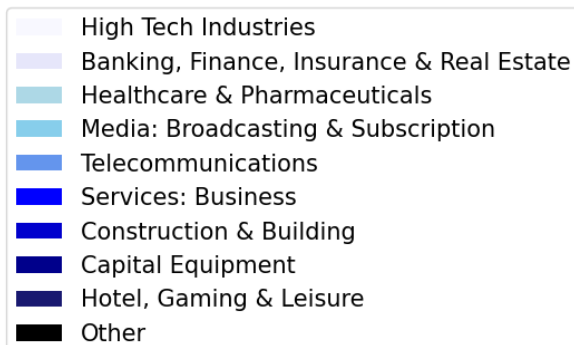 High Tech Industries
Banking, Finance, Insurance & Real Estate
Healthcare & Pharmaceuticals
Media: Broadcasting & Subscription
Telecommunications
Services: Business
Construction & Building
Capital Equipment
Hotel, Gaming & Leisure
Other